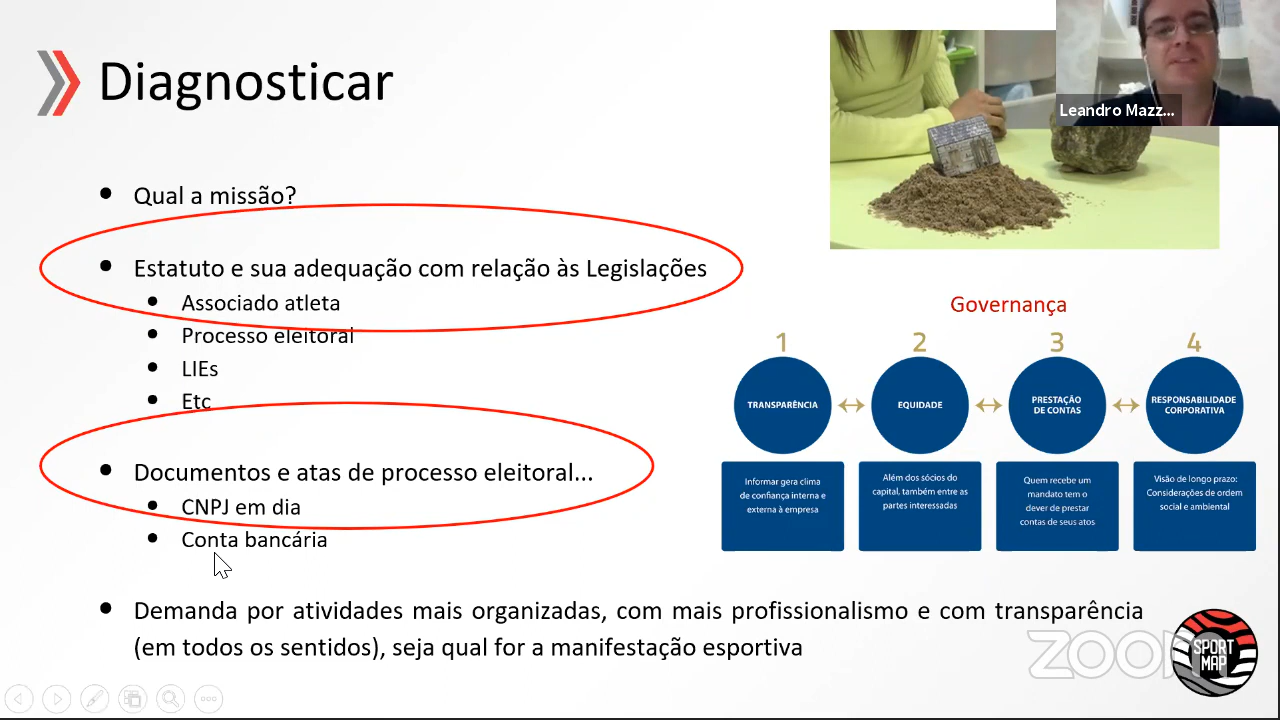 Diagnosticar
Leandro Mazz...
Qual a missão?
Estatuto e sua adequação com relação às Legislações
Associado atleta
Processo eleitoral
LIEs
Etc
Documentos e atas de processo eleitoral...
CNPJ em dia
Conta bancária
Governança
1
2
3
4
TRANSPARÊNCIA
EQUIDADE
PRESTAÇÃO
DE CONTAS
RESPONSABILIDADE
CORPORATIVA
Informar gera clima
de confiança interna e
externa à empresa
Além dos sócios do
capital, também entre as
partes interessadas
Quem recebe um
mandato tem o
dever de prestar
contas de seus atos
Visão de longo prazo:
Considerações de ordem
social e ambiental
Demanda por atividades mais organizadas, com mais profissionalismo e com transparência
(em todos os sentidos), seja qual for a manifestação esportiva
zoom
SPORT
MAP